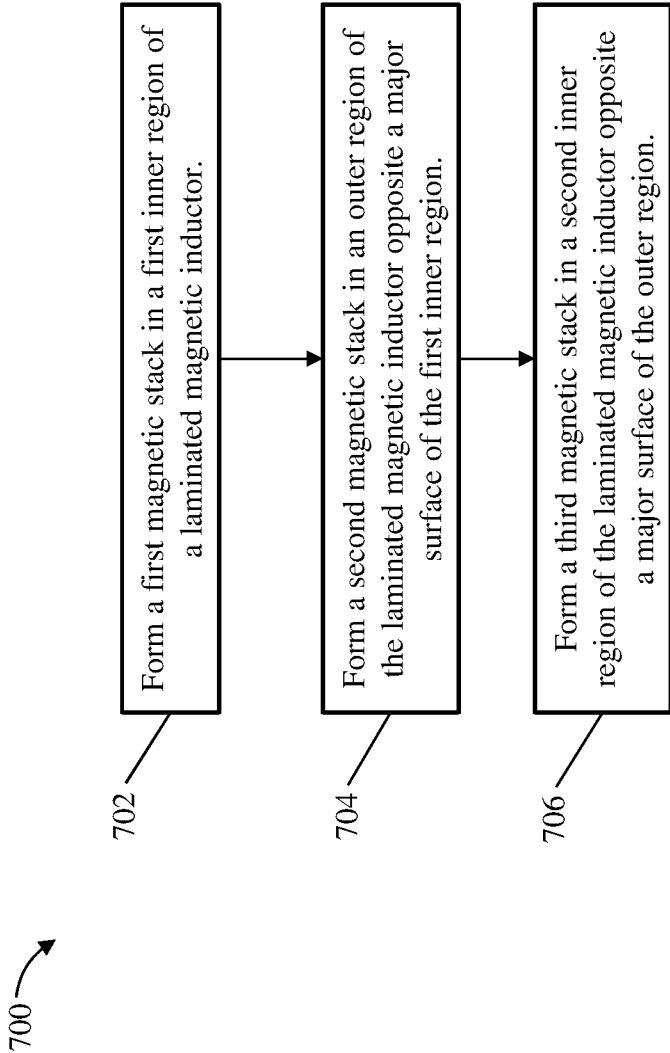 700
702
Form a first magnetic stack in a first inner region of
a laminated magnetic inductor.
704
Form a second magnetic stack in an outer region of
the laminated magnetic inductor opposite a major
surface of the first inner region.
706
Form a third magnetic stack in a second inner
region of the laminated magnetic inductor opposite
a major surface of the outer region.